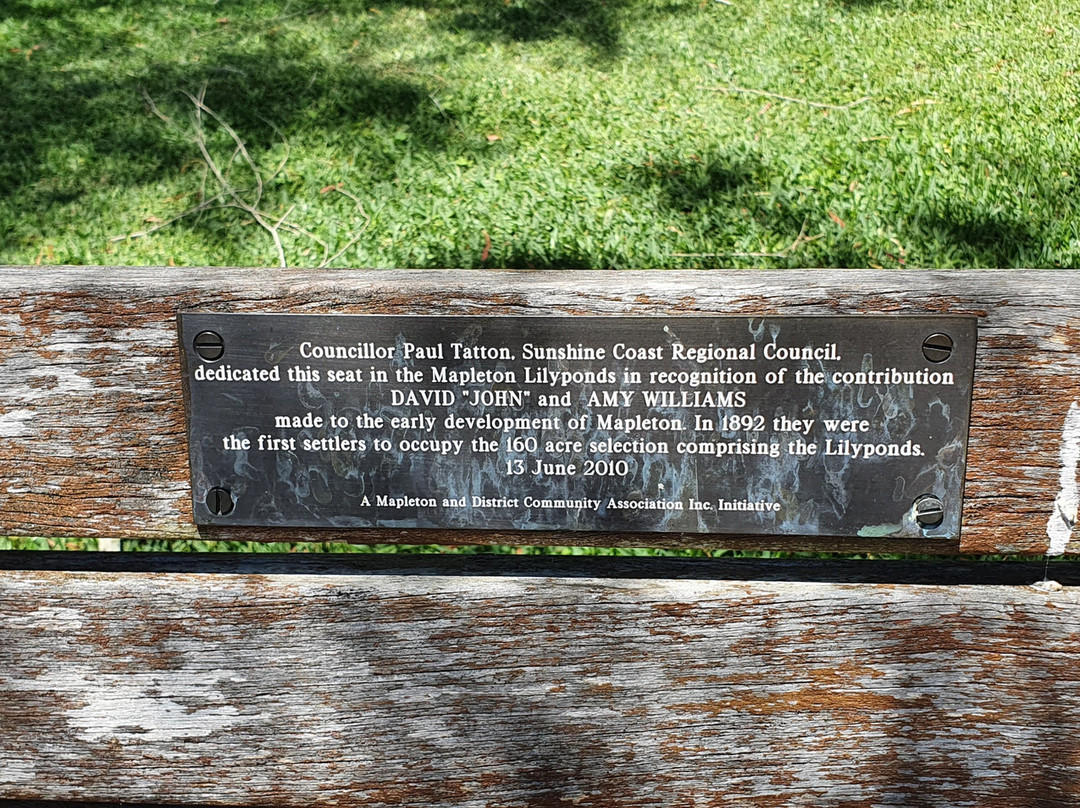 Councillor Paul Tatton, Sunshine Coast Regional Council,
dedicated this seat in the Mapleton Lilyponds in recognition of the contribution
DAVID "JOHN" and AMY WILLIAMS
made to the early development of Mapleton. In 1892 they were
the first settlers to occupy the 160 acre selection comprising the Lilyponds.
13 June 2010
A Mapleton and District Community Association Inc. Initiative